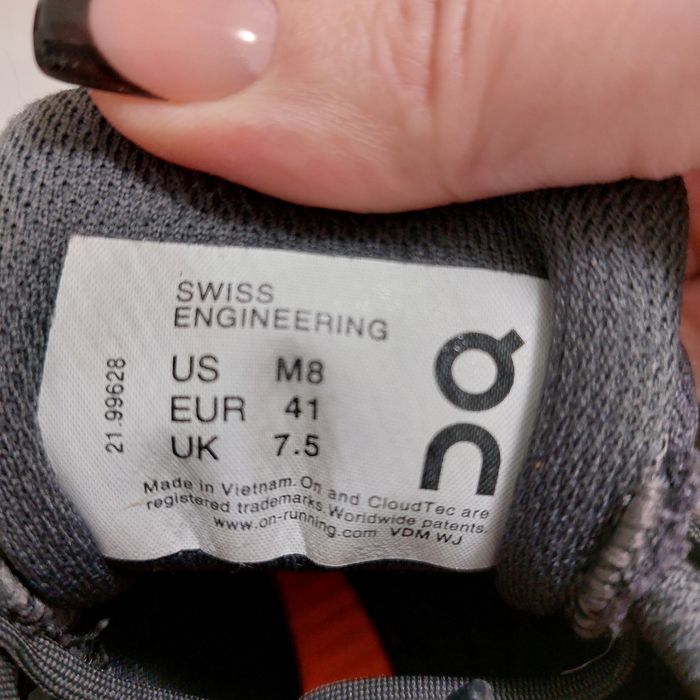 SWISS
ENGINEERING
US M8
EUR 41
UK 7.5
21.99628
Made in Vietnam. On and CloudTec are
registered trademarks. Worldwide patents.
www.on-running.com VDM WJ